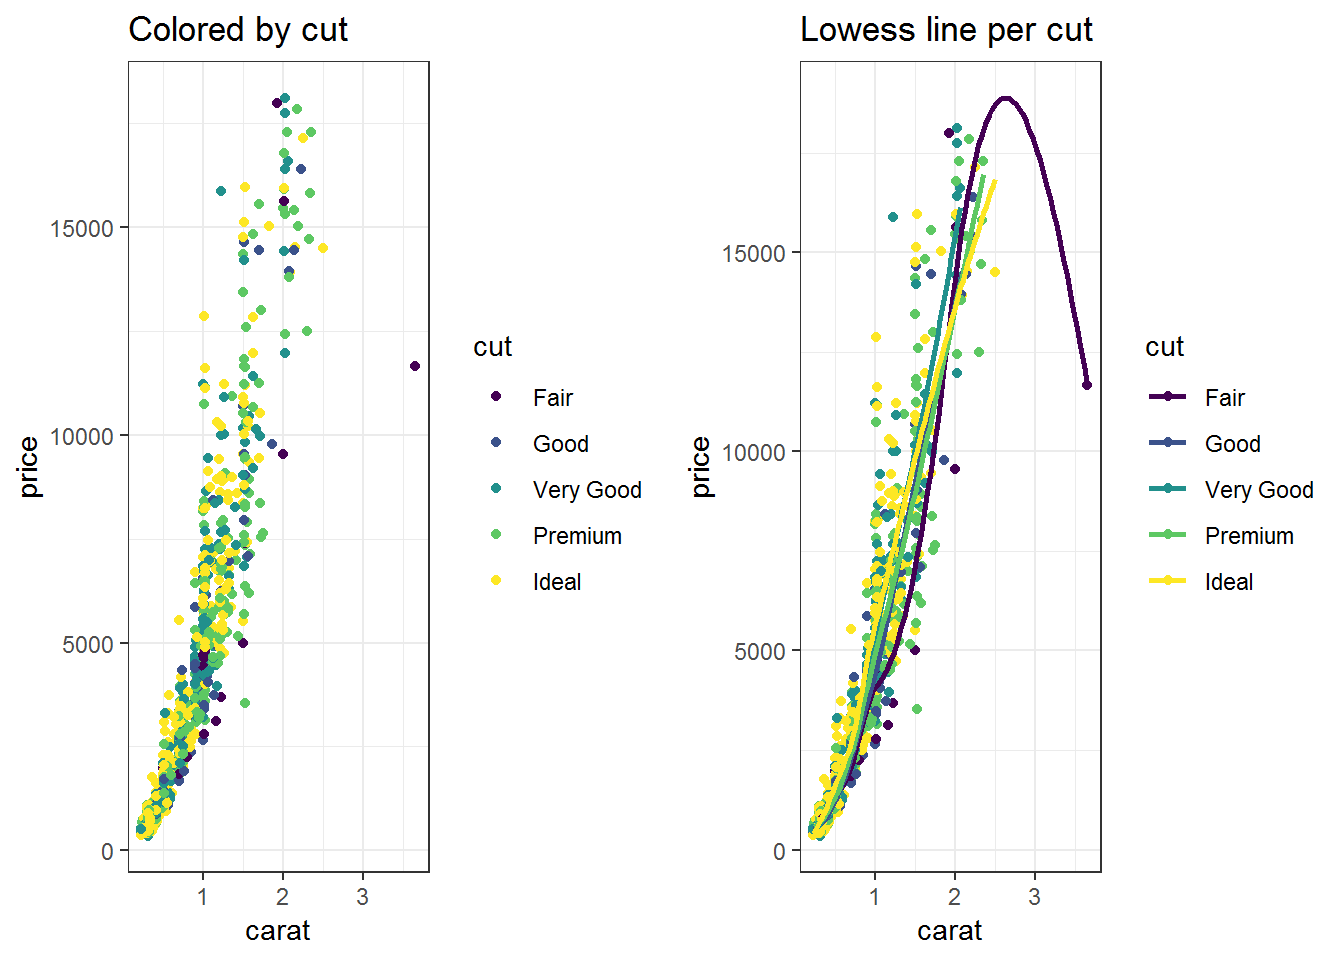 Colored by cut
price
15000
10000
5000
0
1 2 3
carat
cut
Fair
Good
Very Good
Premium
Ideal
Lowess line per cut
price
15000
10000
5000
0
1 2 3
carat
cut
Fair
Good
Very Good
Premium
Ideal